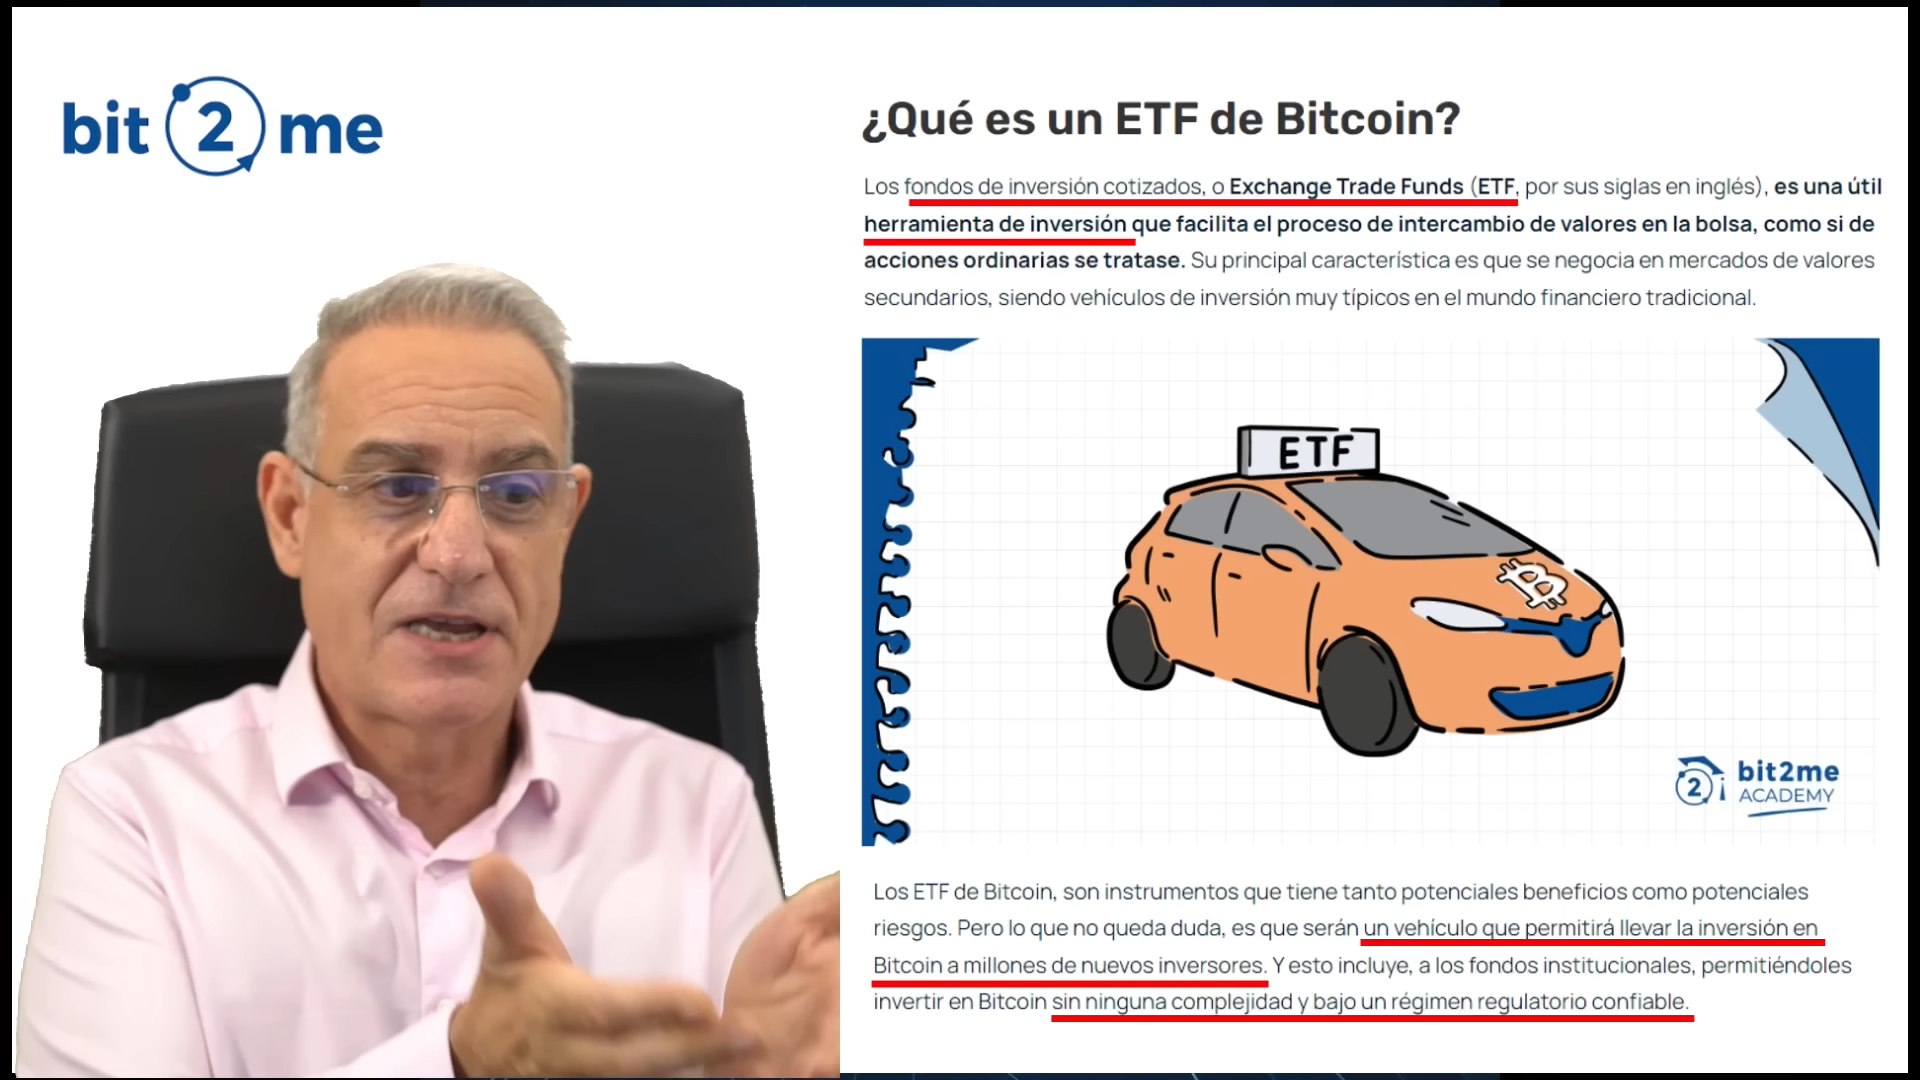 bit 2 me
¿Qué es un ETF de Bitcoin?
Los fondos de inversión cotizados, o Exchange Trade Funds (ETF, por sus siglas en inglés), es una útil
herramienta de inversión que facilita el proceso de intercambio de valores en la bolsa, como si de
acciones ordinarias se tratase. Su principal característica es que se negocia en mercados de valores
secundarios, siendo vehículos de inversión muy típicos en el mundo financiero tradicional.
ETF
2 bit2me
ACADEMY
Los ETF de Bitcoin, son instrumentos que tiene tanto potenciales beneficios como potenciales
riesgos. Pero lo que no queda duda, es que serán un vehículo que permitirá llevar la inversión en
Bitcoin a millones de nuevos inversores. Y esto incluye, a los fondos institucionales, permitiéndoles
invertir en Bitcoin sin ninguna complejidad y bajo un régimen regulatorio confiable.